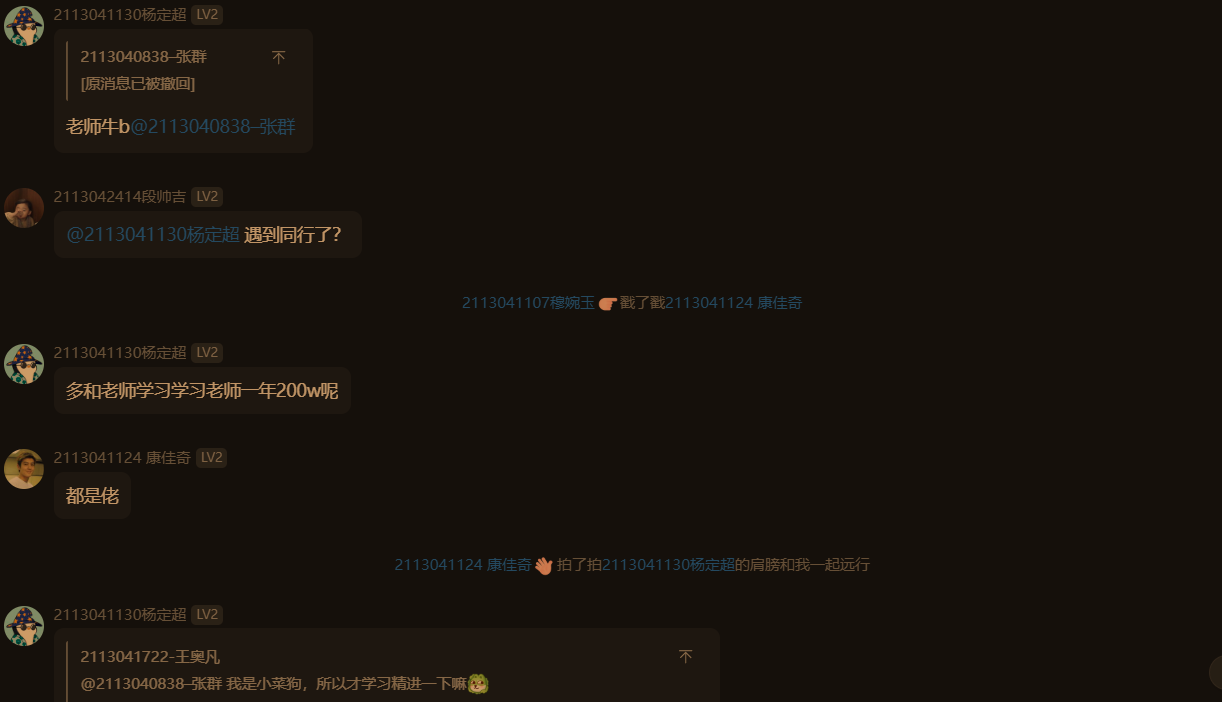 2113041130杨定超 LV2
2113040838-张群
[原消息已被撤回]
老师牛b@2113040838-张群
2113042414段帅吉 LV2
@2113041130杨定超 遇到同行了？
2113041107穆婉玉 戳了戳2113041124 康佳奇
2113041130杨定超 LV2
多和老师学习学习老师一年200w呢
2113041124 康佳奇 LV2
都是佬
2113041124 康佳奇 拍了拍2113041130杨定超的肩膀和我一起远行
2113041130杨定超 LV2
2113041722-王奥凡
@2113040838-张群 我是小菜狗，所以才学习精进一下嘛